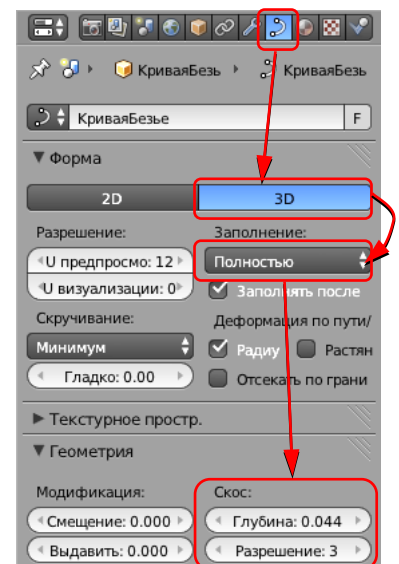 КриваяБезь КриваяБезь
КриваяБезье F
Форма
2D 3D
Разрешение: Заполнение:
U предпросмо: 12 Полностью
U визуализации: 0 Заполнять после
Скручивание: Деформация по пути/
Минимум Радиу Растян
Гладко: 0.00 Отсекать по грани
Текстурное простр.
Геометрия
Модификация: Скос:
Смещение: 0.000 Глубина: 0.044
Выдавить: 0.000 Разрешение: 3